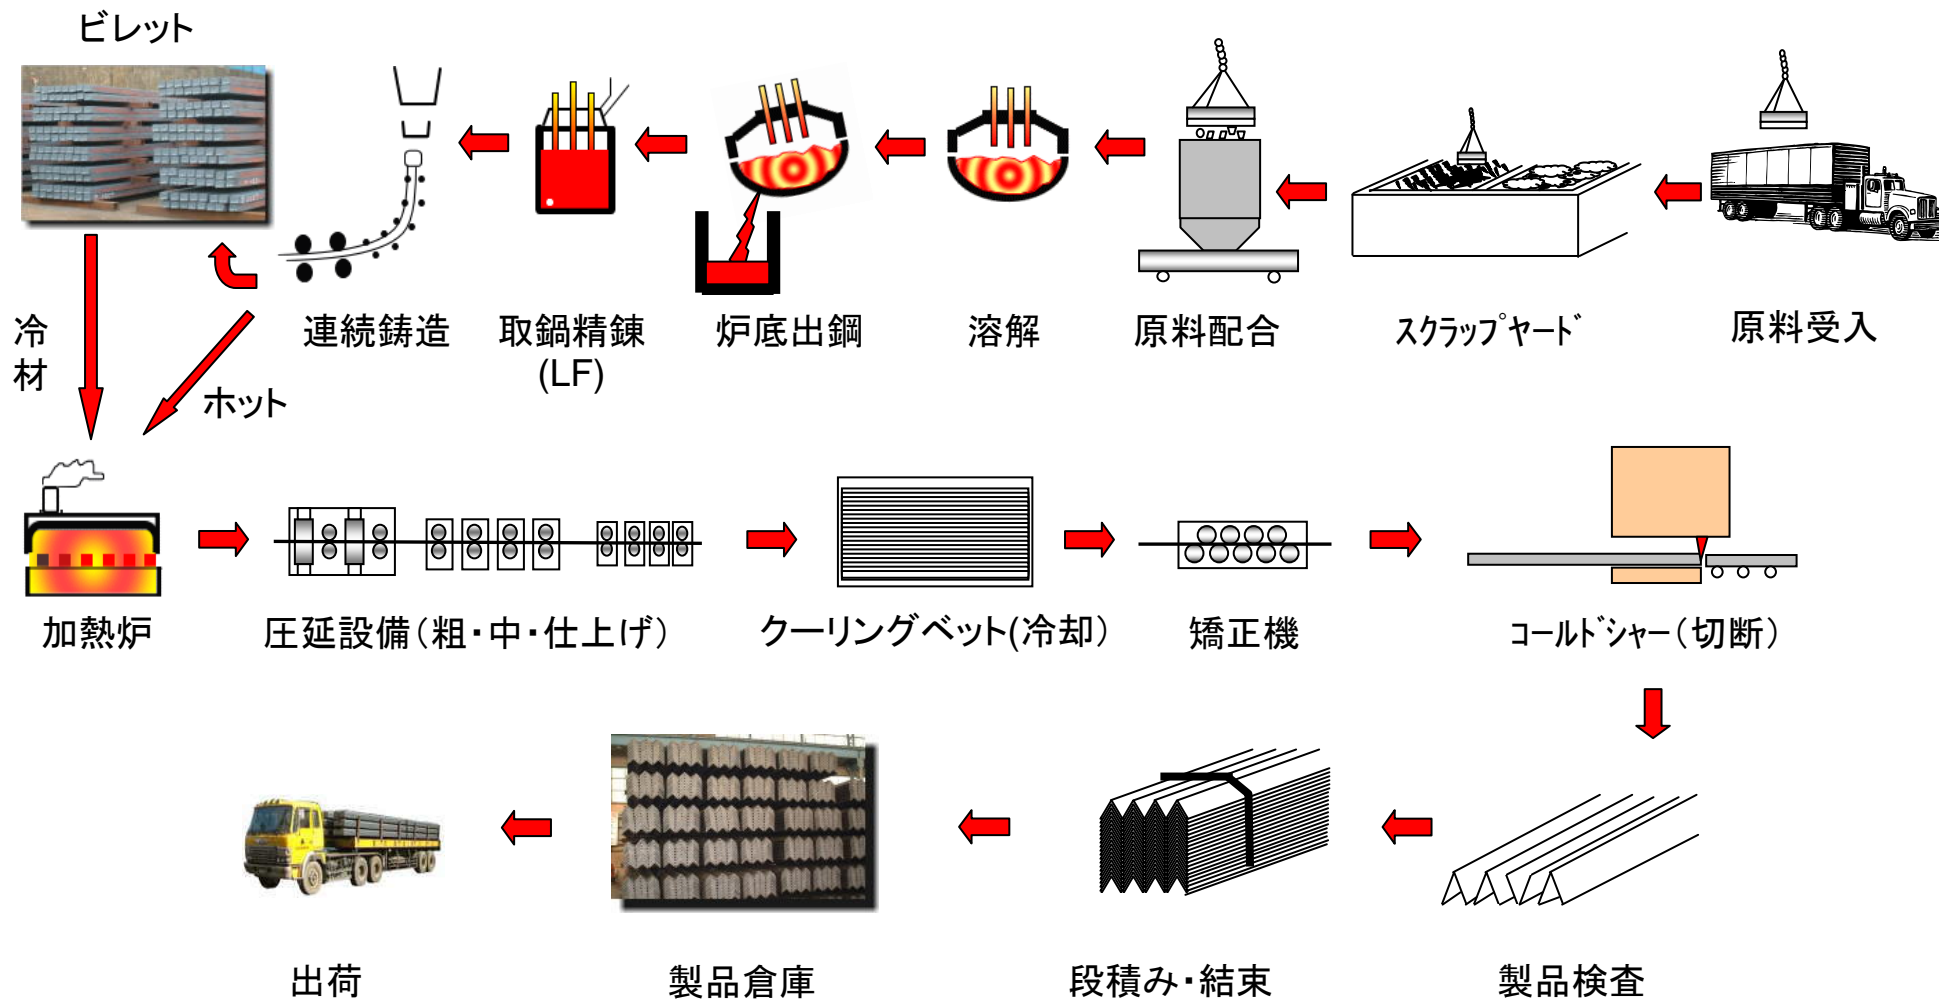 ビレット
連続鋳造
取鍋精錬
(LF)
炉底出鋼
溶解
原料配合
スクラップヤード
原料受入
冷
材
ホット
加熱炉
圧延設備(粗・中・仕上げ)
クーリングベット(冷却)
矯正機
コールドシャー(切断)
出荷
製品倉庫
段積み・結束
製品検査